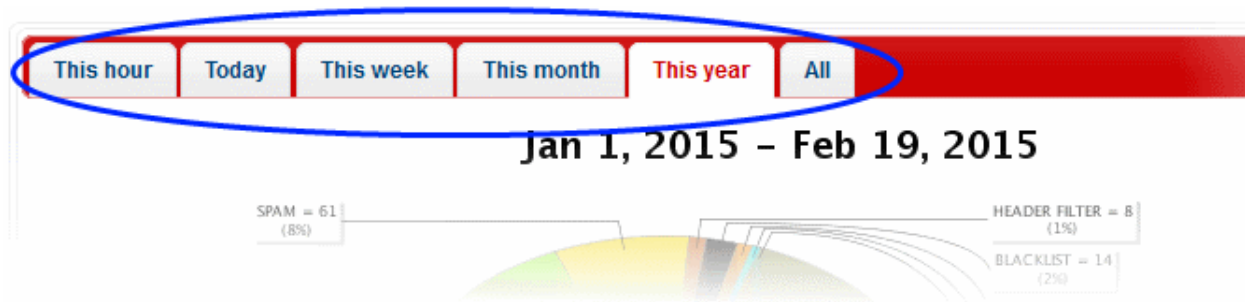 This hour Today This week This month This year All
Jan 1, 2015 – Feb 19, 2015
SPAM = 61
(8%)
HEADER FILTER = 8
(1%)
BLACKLIST = 14
(2%)